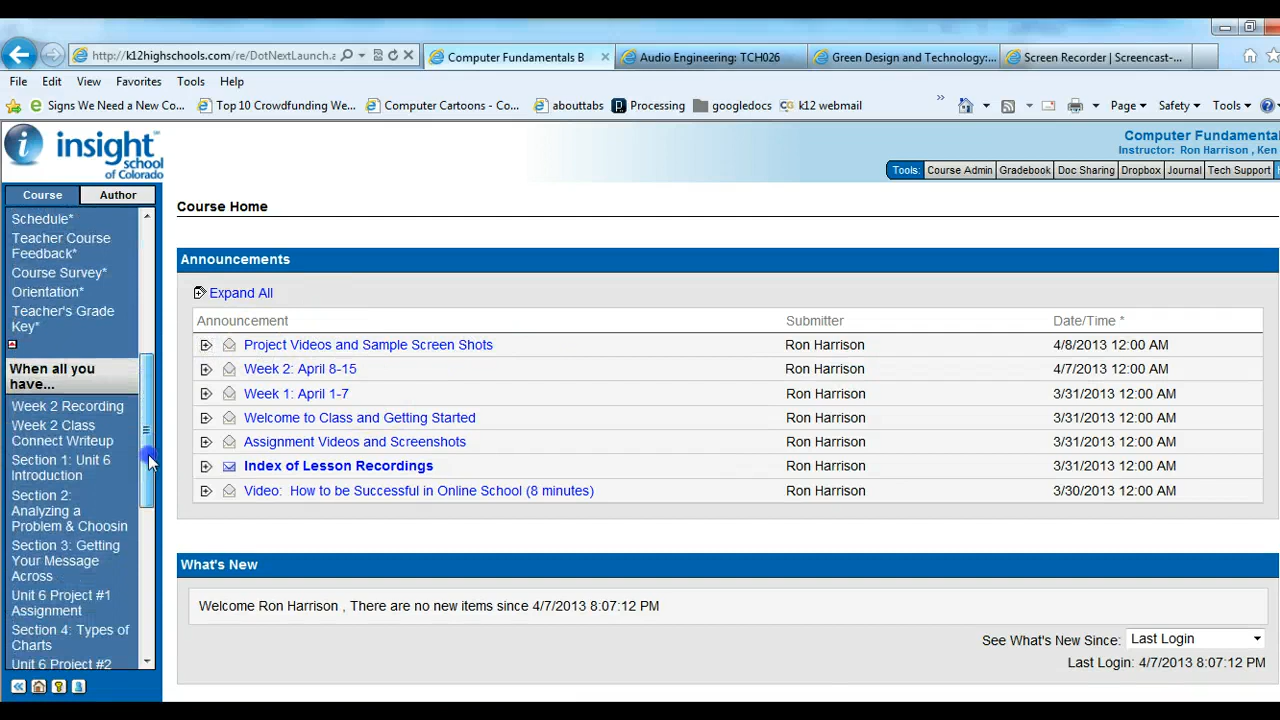 http://k12highschools.com/re/DotNextLaunch.a
Computer Fundamentals B
Audio Engineering: TCH026
Green Design and Technology:...
Screen Recorder | Screencast-...
File Edit View Favorites Tools Help
Signs We Need a New Co...
Top 10 Crowdfunding We...
Computer Cartoons - Co...
abouttabs
Processing
googledocs
k12 webmail
Page
Safety
Tools
insight
school
of Colorado
Computer Fundamenta
Instructor: Ron Harrison , Ken
Tools: Course Admin Gradebook Doc Sharing Dropbox Journal Tech Support
Course Author
Schedule*
Teacher Course
Feedback*
Course Survey*
Orientation*
Teacher's Grade
Key*
When all you
have...
Week 2 Recording
Week 2 Class
Connect Writeup
Section 1: Unit 6
Introduction
Section 2:
Analyzing a
Problem & Choosin
Section 3: Getting
Your Message
Across
Unit 6 Project #1
Assignment
Section 4: Types of
Charts
Unit 6 Project #2
Course Home
Announcements
Expand All
Announcement Submitter Date/Time *
Project Videos and Sample Screen Shots Ron Harrison 4/8/2013 12:00 AM
Week 2: April 8-15 Ron Harrison 4/7/2013 12:00 AM
Week 1: April 1-7 Ron Harrison 3/31/2013 12:00 AM
Welcome to Class and Getting Started Ron Harrison 3/31/2013 12:00 AM
Assignment Videos and Screenshots Ron Harrison 3/31/2013 12:00 AM
Index of Lesson Recordings Ron Harrison 3/31/2013 12:00 AM
Video: How to be Successful in Online School (8 minutes) Ron Harrison 3/30/2013 12:00 AM
What's New
Welcome Ron Harrison , There are no new items since 4/7/2013 8:07:12 PM
See What's New Since: Last Login
Last Login: 4/7/2013 8:07:12 PM